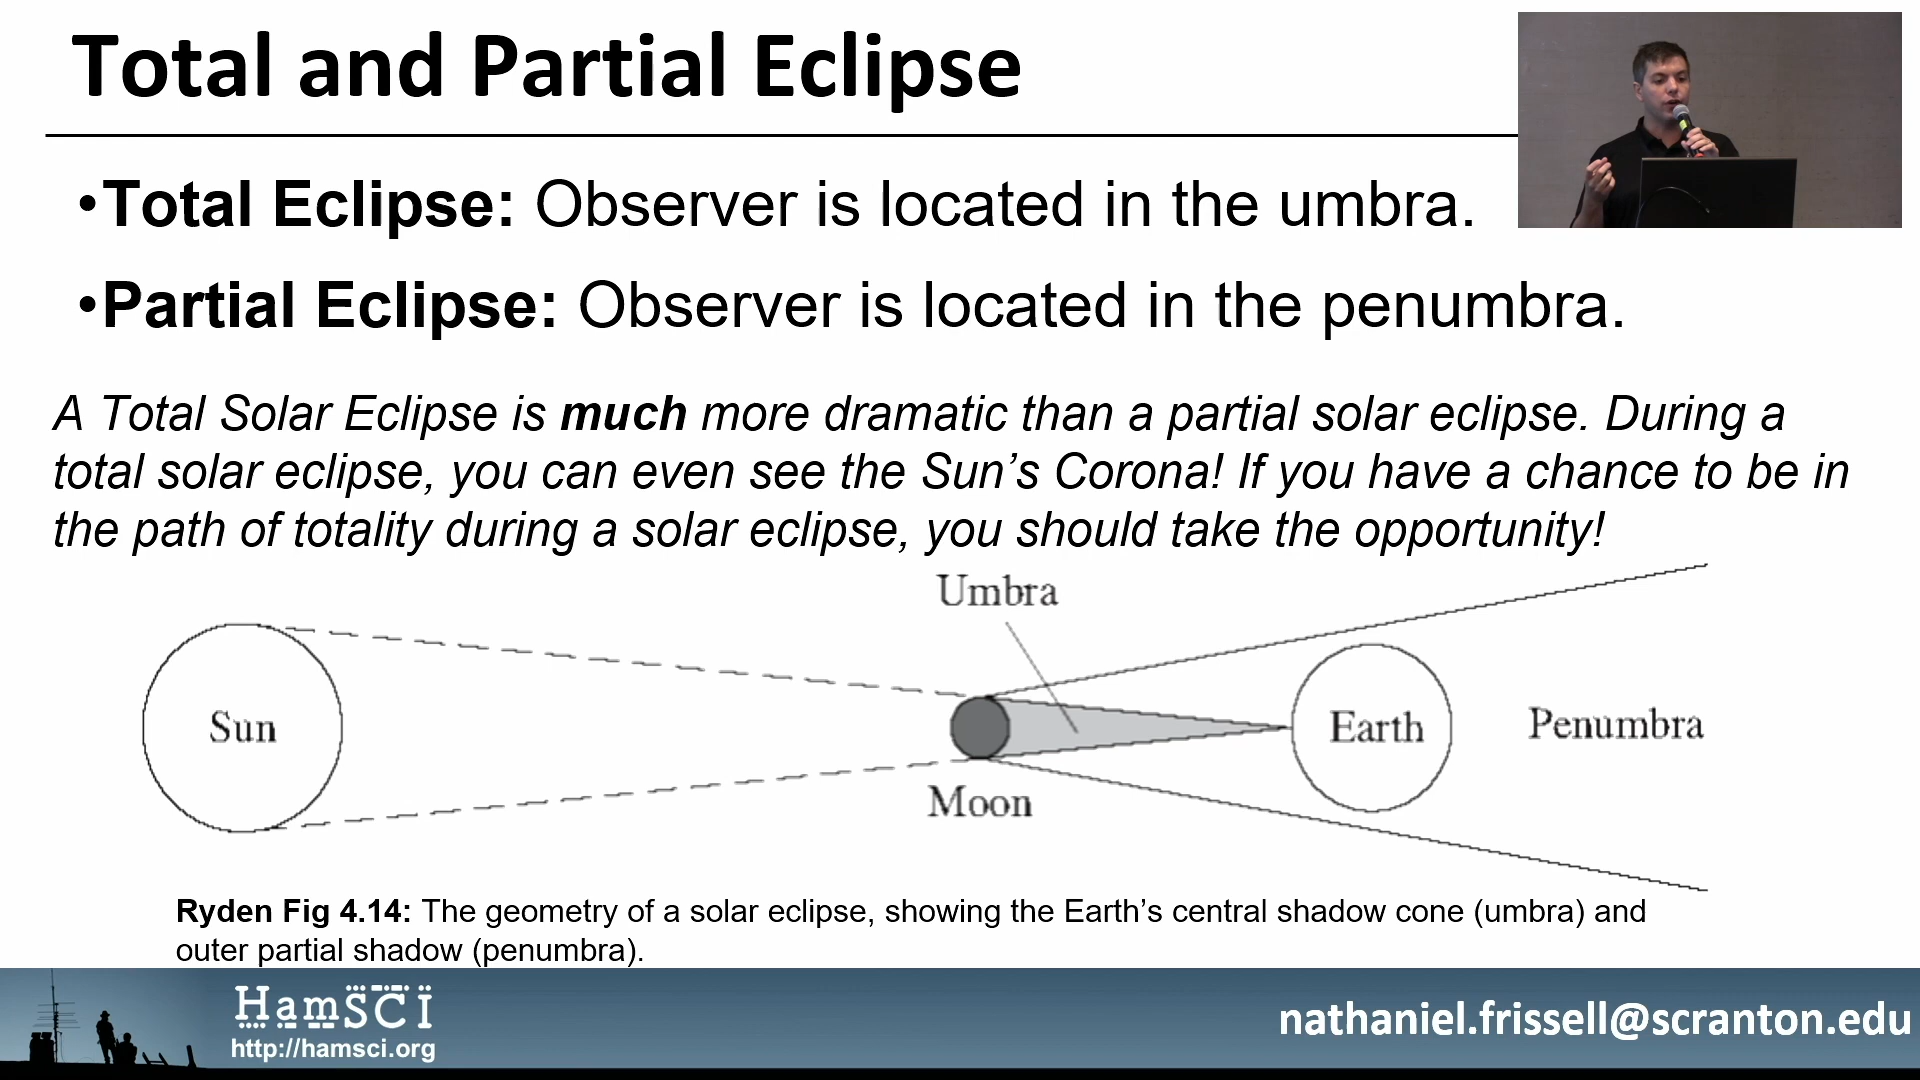 Total and Partial Eclipse
•Total Eclipse: Observer is located in the umbra.
•Partial Eclipse: Observer is located in the penumbra.
A Total Solar Eclipse is much more dramatic than a partial solar eclipse. During a
total solar eclipse, you can even see the Sun’s Corona! If you have a chance to be in
the path of totality during a solar eclipse, you should take the opportunity!
Umbra
Sun
Earth
Penumbra
Moon
Ryden Fig 4.14: The geometry of a solar eclipse, showing the Earth’s central shadow cone (umbra) and
outer partial shadow (penumbra).
HamSCI
http://hamsci.org
nathaniel.frissell@scranton.edu